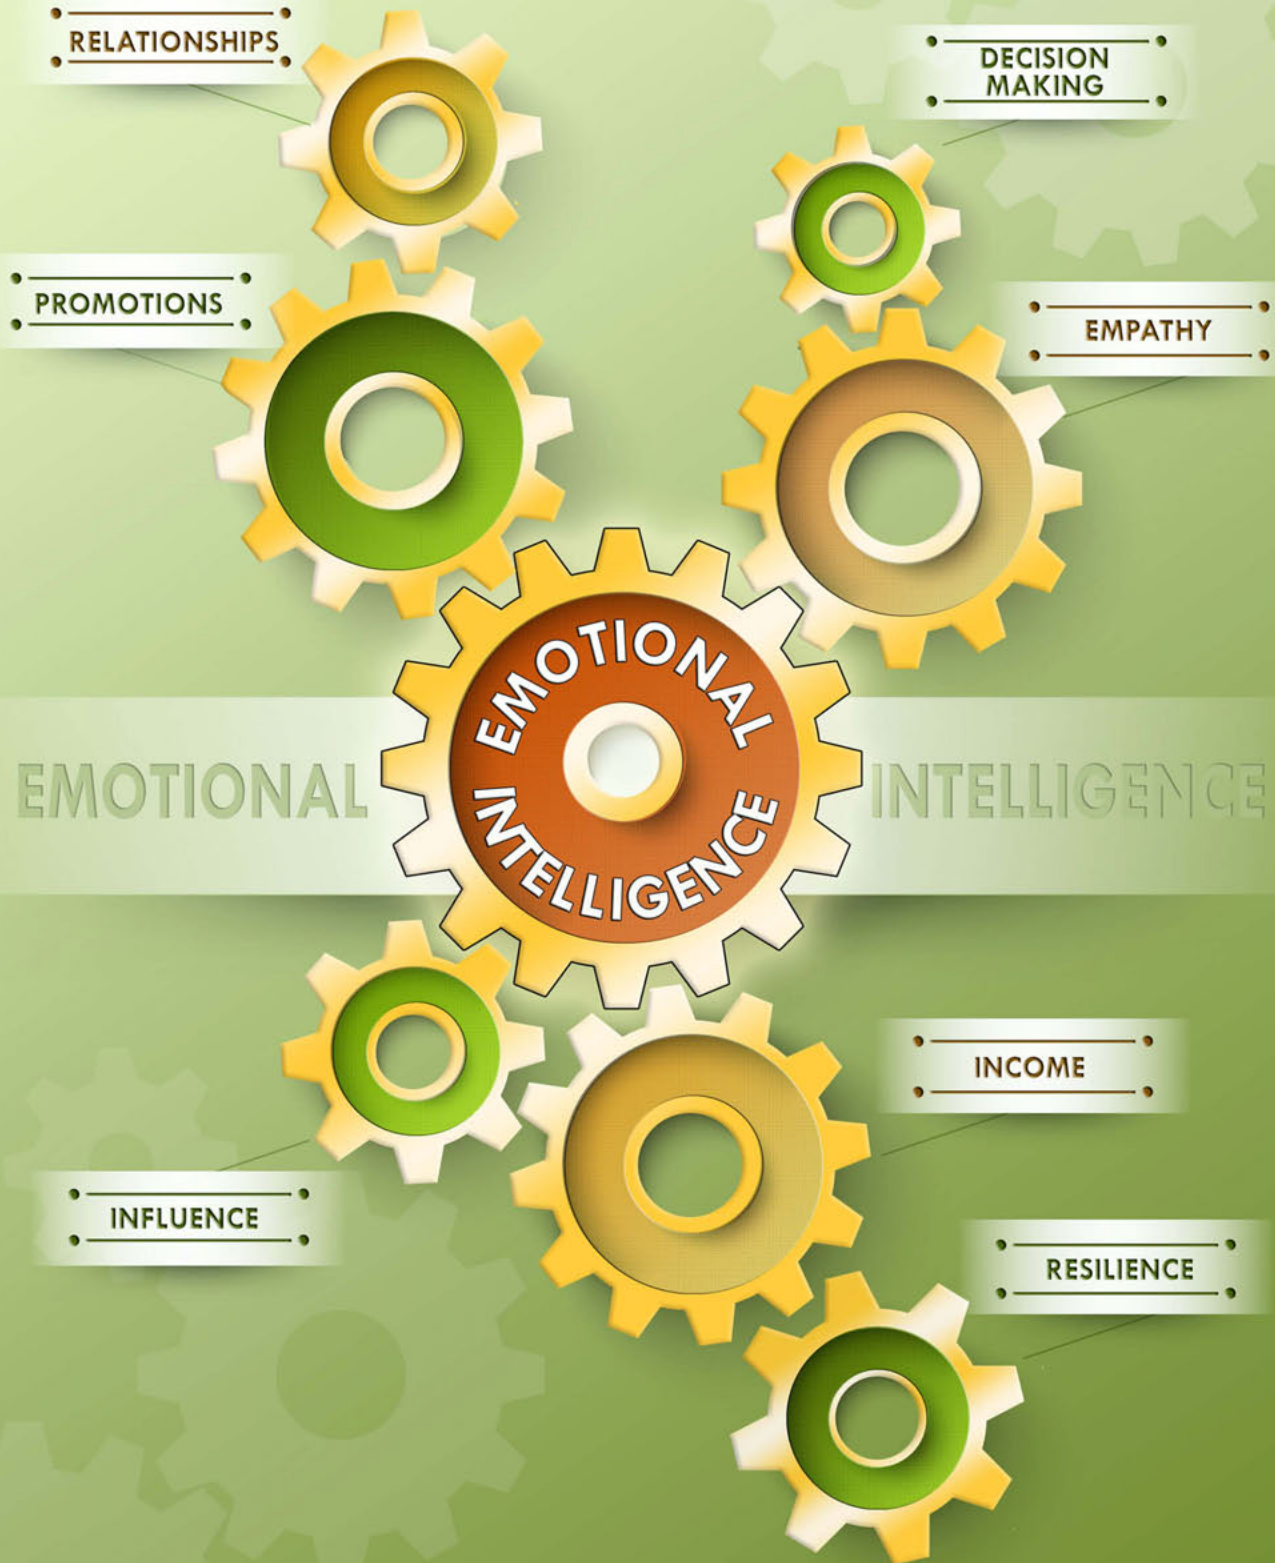 RELATIONSHIPS
DECISION
MAKING
PROMOTIONS
EMPATHY
EMOTIONAL
INTELLIGENCE
EMOTIONAL
INTELLIGENCE
INCOME
INFLUENCE
RESILIENCE